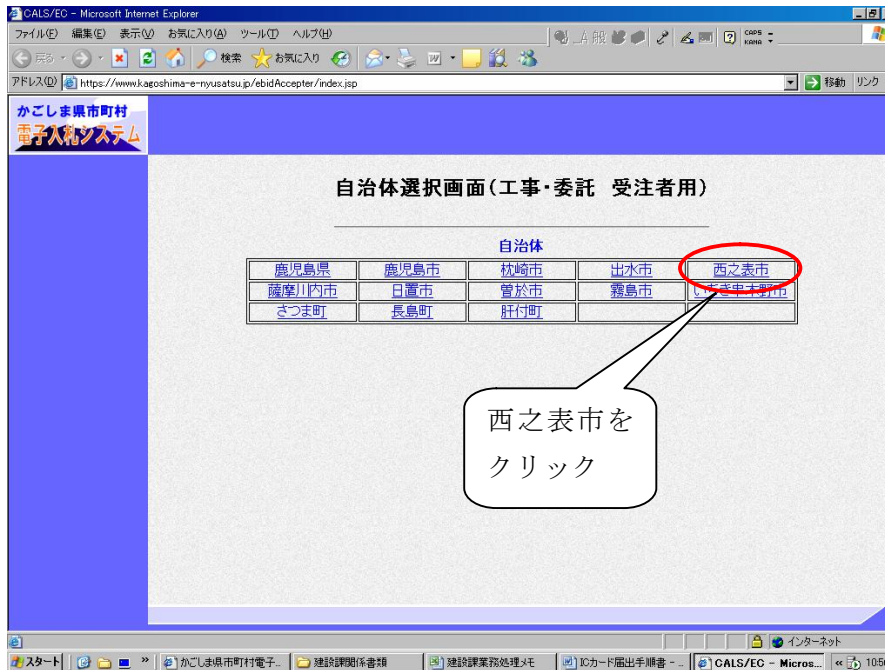 CALS/EC - Microsoft Internet Explorer
ファイル(F) 編集(E) 表示(V) お気に入り(A) ツール(T) ヘルプ(H)
A 般 CAPS KANA
戻る 検索 お気に入り
アドレス(D) https://www.kagoshima-e-nyusatsu.jp/ebidAccepter/index.jsp 移動 リンク
かごしま県市町村
電子入札システム
自治体選択画面(工事・委託 受注者用)
自治体
鹿児島県 鹿児島市 枕崎市 出水市 西之表市
薩摩川内市 日置市 曽於市 霧島市 いちき串木野市
さつま町 長島町 肝付町
西之表市を
クリック
インターネット
スタート かごしま県市町村電子... 建設課関係書類 建設課業務処理メモ ICカード届出手順書 - ... CALS/EC - Micros...